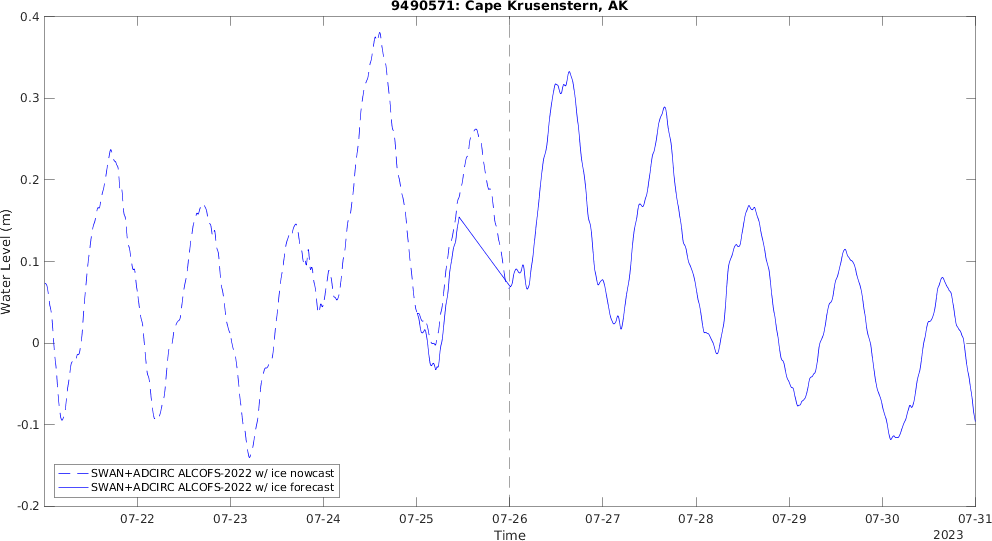 9490571: Cape Krusenstern, AK
Water Level (m)
0.4
0.3
0.2
0.1
0
-0.1
-0.2
SWAN+ADCIRC ALCOFS-2022 w/ ice nowcast
SWAN+ADCIRC ALCOFS-2022 w/ ice forecast
07-22 07-23 07-24 07-25 07-26 07-27 07-28 07-29 07-30 07-31
Time
2023